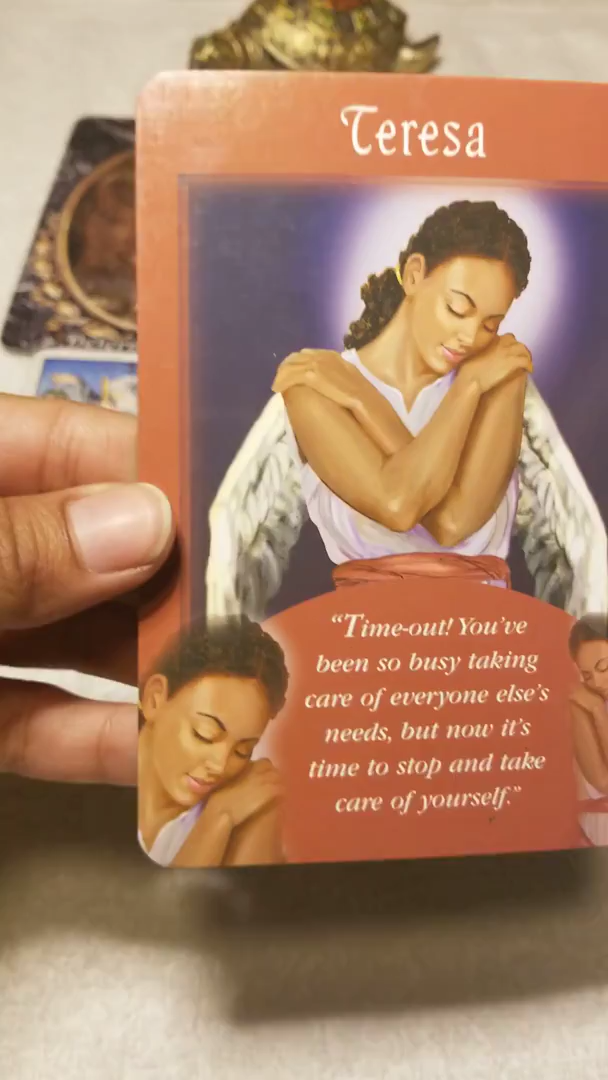 Teresa
“Time-out! You’ve
been so busy taking
care of everyone else’s
needs, but now it’s
time to stop and take
care of yourself.”